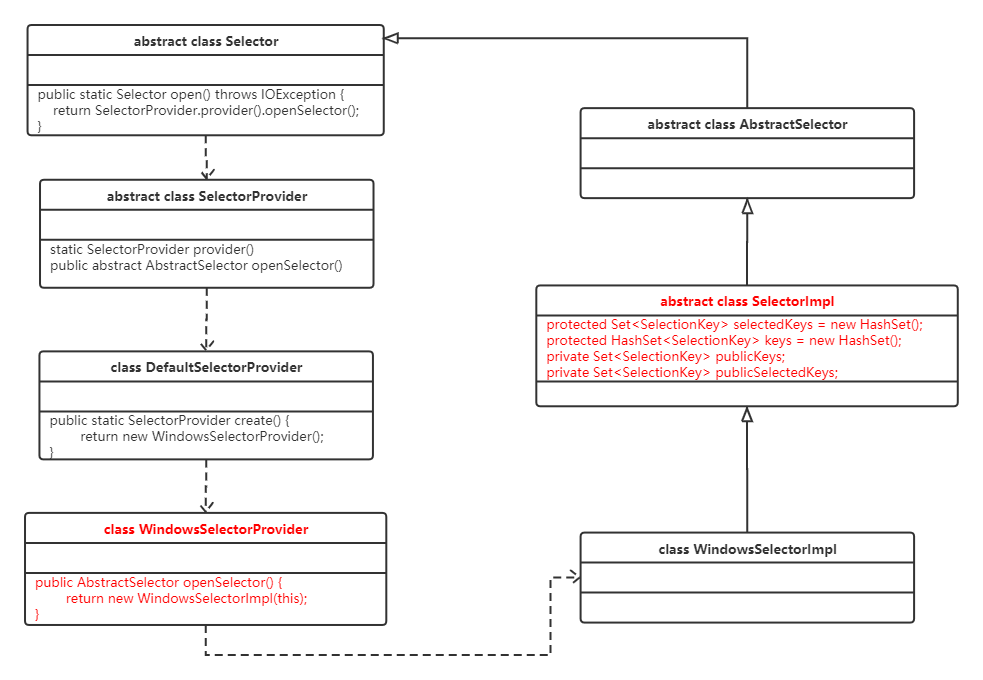 abstract class Selector
public static Selector open() throws IOException {
return SelectorProvider.provider().openSelector();
}
abstract class SelectorProvider
static SelectorProvider provider()
public abstract AbstractSelector openSelector()
class DefaultSelectorProvider
public static SelectorProvider create() {
return new WindowsSelectorProvider();
}
class WindowsSelectorProvider
public AbstractSelector openSelector() {
return new WindowsSelectorImpl(this);
}
abstract class AbstractSelector
abstract class SelectorImpl
protected Set<SelectionKey> selectedKeys = new HashSet();
protected HashSet<SelectionKey> keys = new HashSet();
private Set<SelectionKey> publicKeys;
private Set<SelectionKey> publicSelectedKeys;
class WindowsSelectorImpl